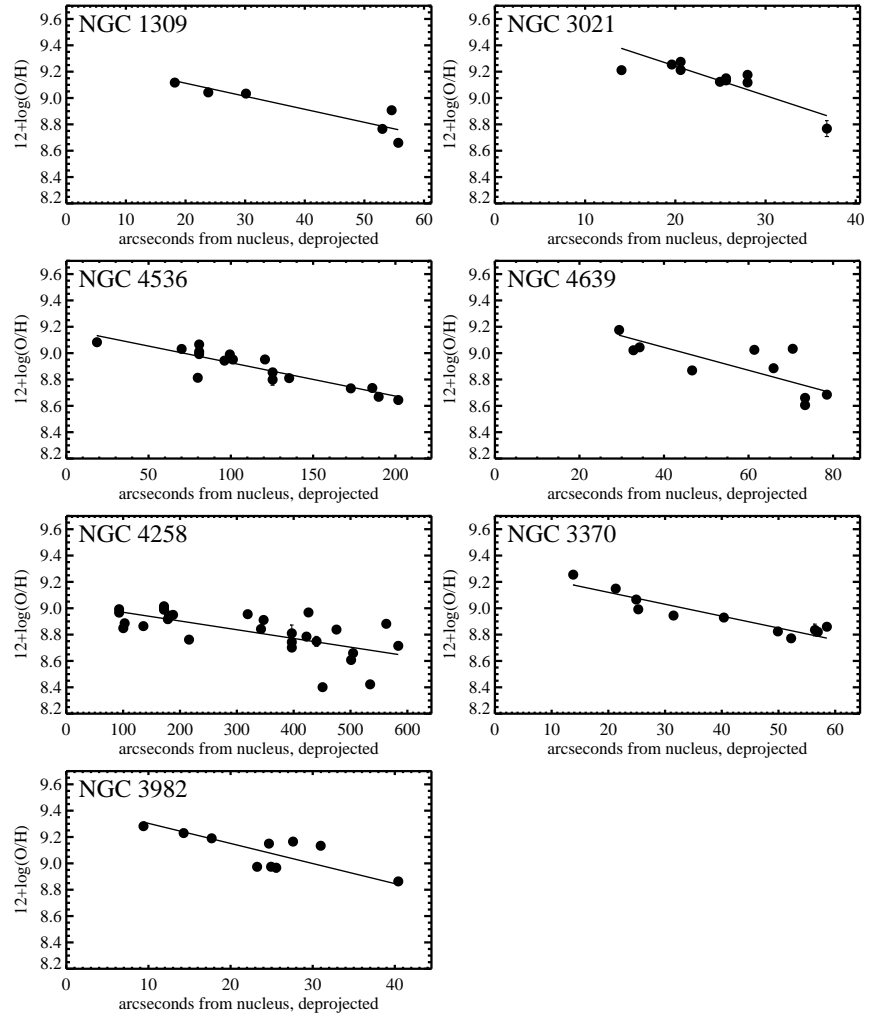 NGC 1309
12+log(O/H)
9.6
9.4
9.2
9.0
8.8
8.6
8.4
8.2
0 10 20 30 40 50 60
arcseconds from nucleus, deprojected
NGC 3021
12+log(O/H)
9.6
9.4
9.2
9.0
8.8
8.6
8.4
8.2
0 10 20 30 40
arcseconds from nucleus, deprojected
NGC 4536
12+log(O/H)
9.6
9.4
9.2
9.0
8.8
8.6
8.4
8.2
0 50 100 150 200
arcseconds from nucleus, deprojected
NGC 4639
12+log(O/H)
9.6
9.4
9.2
9.0
8.8
8.6
8.4
8.2
0 20 40 60 80
arcseconds from nucleus, deprojected
NGC 4258
12+log(O/H)
9.6
9.4
9.2
9.0
8.8
8.6
8.4
8.2
0 100 200 300 400 500 600
arcseconds from nucleus, deprojected
NGC 3370
12+log(O/H)
9.6
9.4
9.2
9.0
8.8
8.6
8.4
8.2
0 10 20 30 40 50 60
arcseconds from nucleus, deprojected
NGC 3982
12+log(O/H)
9.6
9.4
9.2
9.0
8.8
8.6
8.4
8.2
0 10 20 30 40
arcseconds from nucleus, deprojected